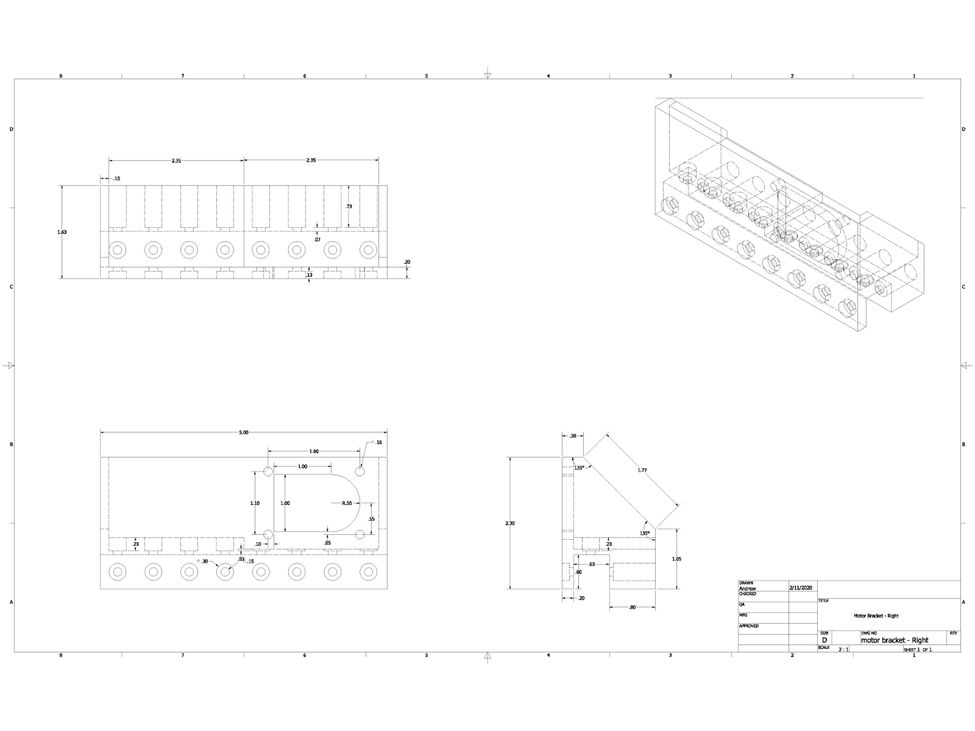 8 7 6 5 4 3 2 1
D D
2.35 2.35
.15
.73
1.63
.07
.20
.13
C C
B B
5.00
1.60
.16
1.00
1.10 1.00 R.50
.55
.23
.10 .05
.03
.30 .15
.38
135°
1.77
2.30
135°
.23
.63
.60
1.05
.20
.80
A A
DRAWN
Andrew 2/11/2020
CHECKED
QA
MFG
APPROVED
TITLE
Motor Bracket - Right
SIZE DWG NO REV
D motor bracket - Right
SCALE 2 : 1 SHEET 1 OF 1
8 7 6 5 4 3 2 1